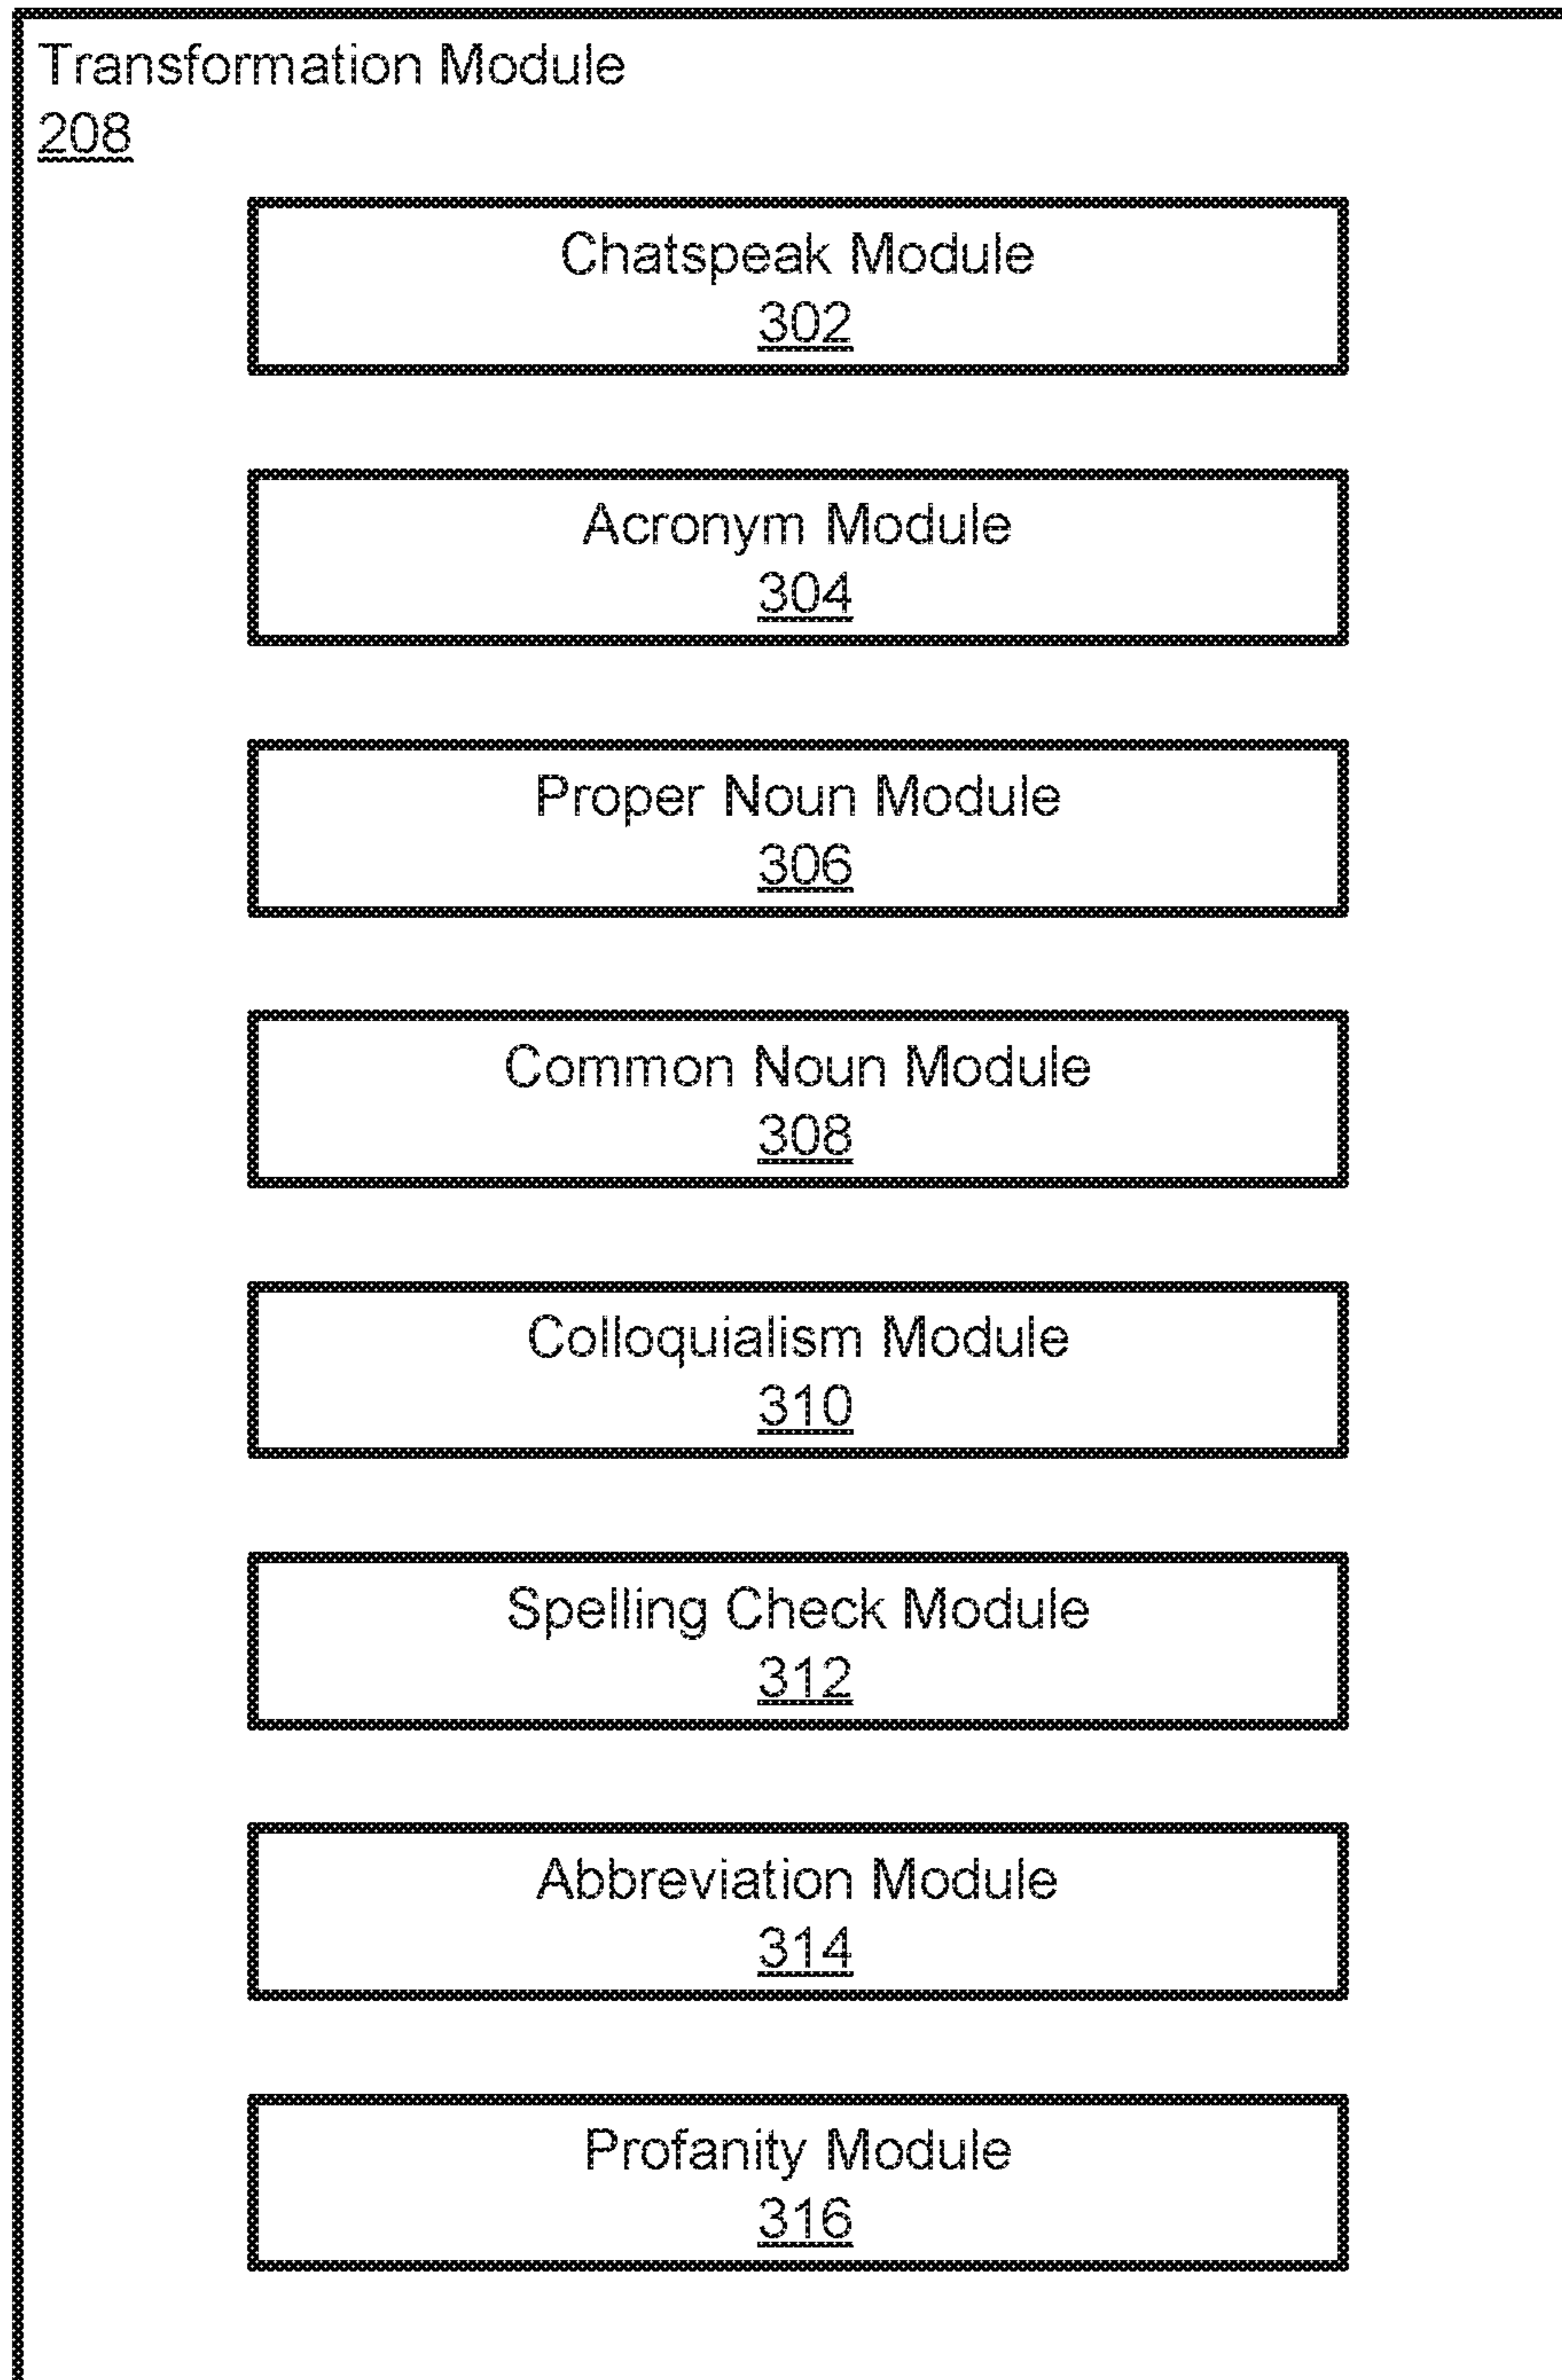 Transformation Module
208
Chatspeak Module
302
Acronym Module
304
Proper Noun Module
306
Common Noun Module
308
Colloquialism Module
310
Spelling Check Module
312
Abbreviation Module
314
Profanity Module
316